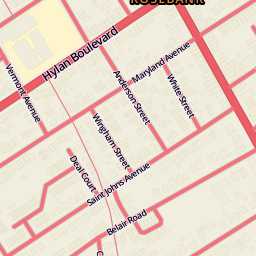 ROSEBANK
Hylan Boulevard
Maryland Avenue
Vermont Avenue
Anderson Street
White Street
Wingham Street
Deal Court
Saint Johns Avenue
Belair Road